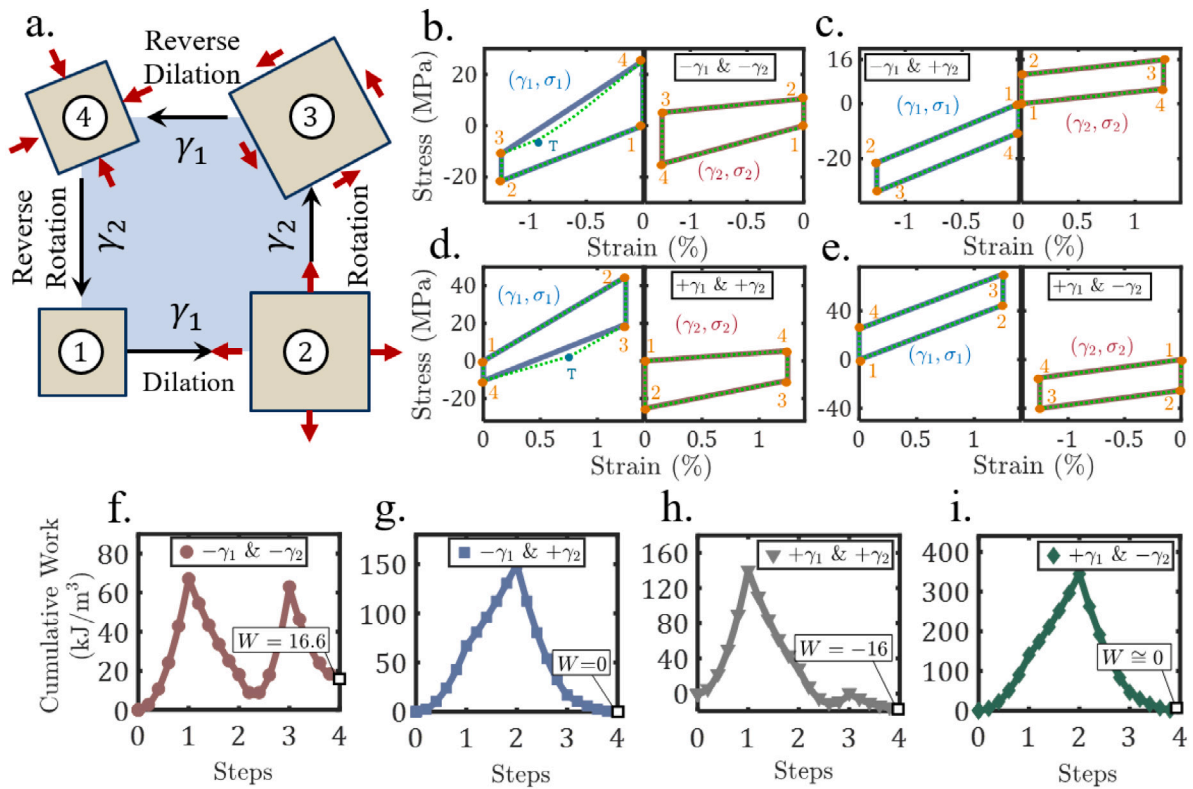 a.
Reverse
Dilation
4
3
γ1
Reverse
Rotation
γ2
γ2
Rotation
1
γ1
2
Dilation
b.
Stress (MPa)
20
0
-20
(γ1, σ1)
4
3
T
1
2
-1 -0.5 0
−γ1 & −γ2
3
4
(γ2, σ2)
2
1
-1 -0.5 0
Strain (%)
c.
16
0
-20
−γ1 & +γ2
(γ1, σ1)
2
1
4
3
-1 -0.5 0
2
1
3
4
(γ2, σ2)
0.5 1
Strain (%)
d.
Stress (MPa)
40
20
0
-20
(γ1, σ1)
2
1
3
4
T
0 0.5 1
+γ1 & +γ2
(γ2, σ2)
1
4
2
3
0 0.5 1
Strain (%)
e.
40
0
-40
4
3
2
(γ1, σ1)
1
0 0.5 1
+γ1 & −γ2
(γ2, σ2)
4
1
3
2
-1 -0.5 0
Strain (%)
f.
Cumulative Work
(kJ/m³)
80
60
40
20
0
−γ1 & −γ2
W = 16.6
0 1 2 3 4
Steps
g.
150
100
50
0
−γ1 & +γ2
W=0
0 1 2 3 4
Steps
h.
160
120
80
40
0
+γ1 & +γ2
W = −16
0 1 2 3 4
Steps
i.
400
300
200
100
0
+γ1 & −γ2
W ≅ 0
0 1 2 3 4
Steps